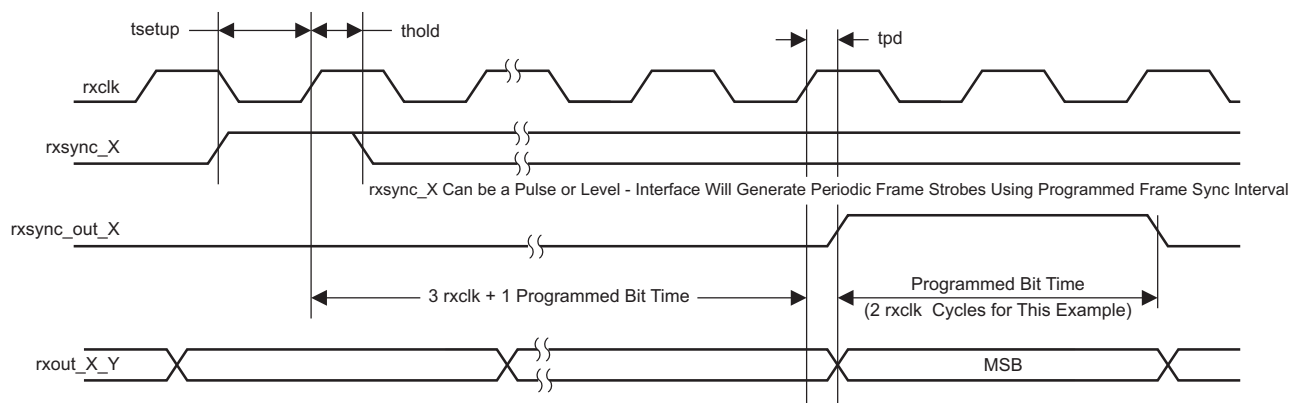 tsetup
thold
tpd
rxclk
rxsync_X
rxsync_X Can be a Pulse or Level - Interface Will Generate Periodic Frame Strobes Using Programmed Frame Sync Interval
rxsync_out_X
3 rxclk + 1 Programmed Bit Time
Programmed Bit Time
(2 rxclk Cycles for This Example)
rxout_X_Y
MSB